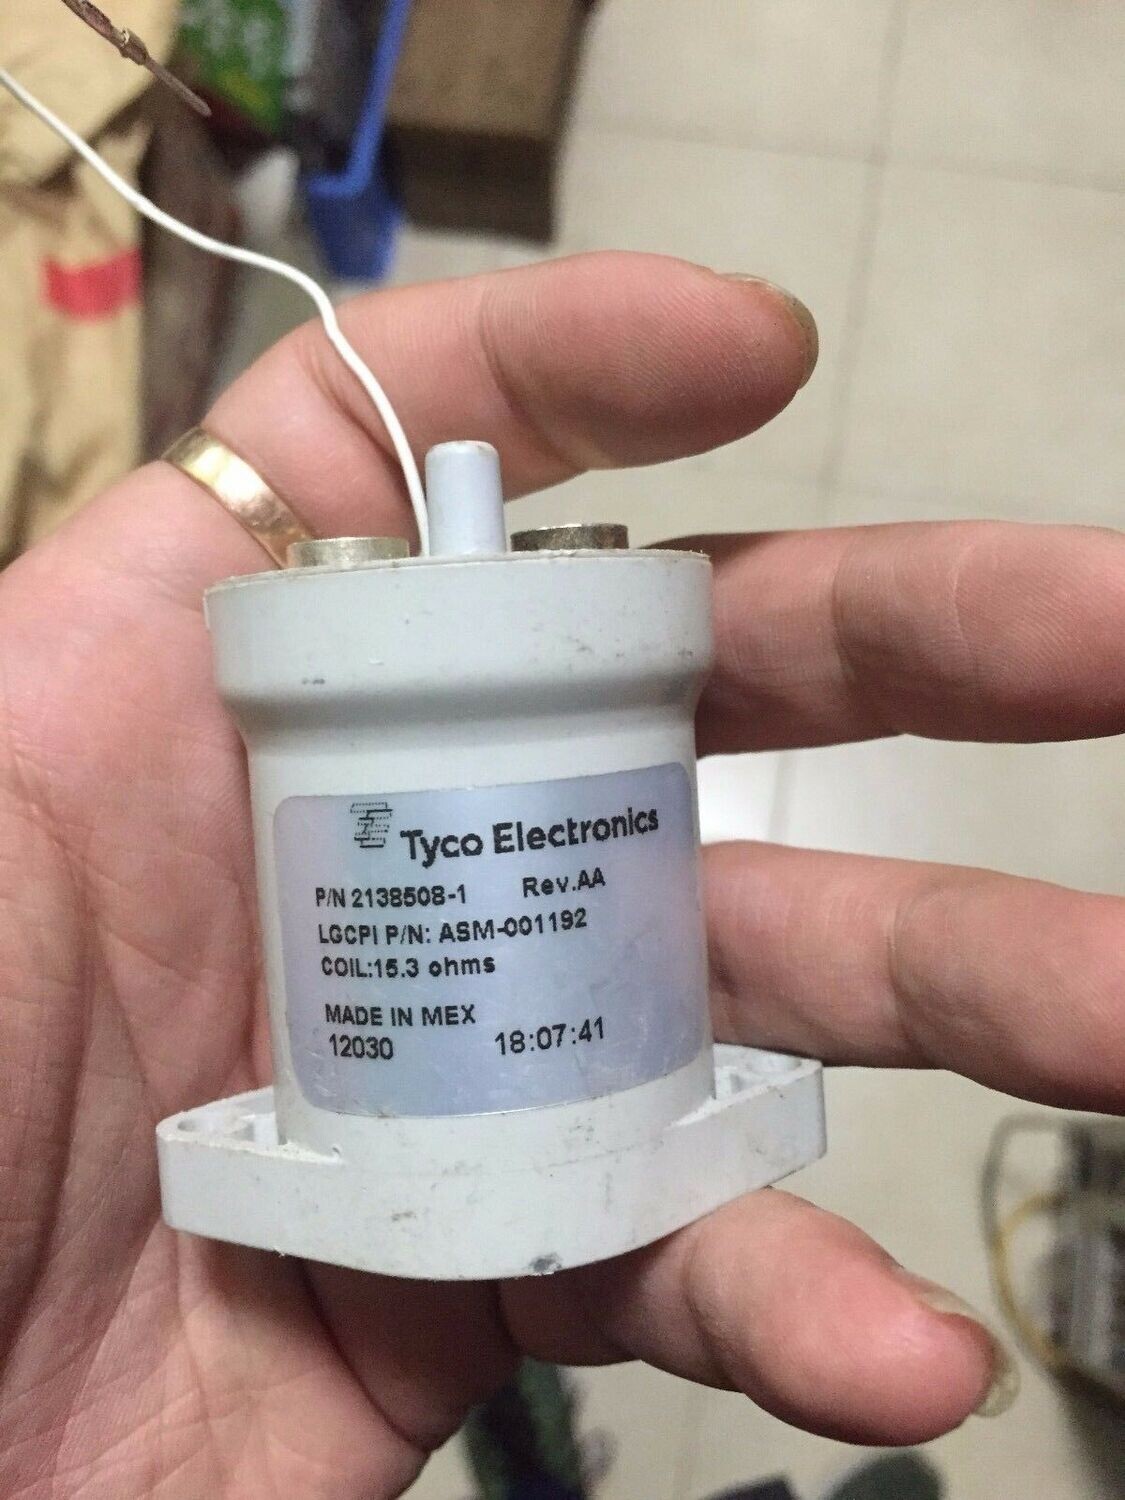 Tyco Electronics
P/N 2138508-1 Rev.AA
LGCPI P/N: ASM-001192
COIL:15.3 ohms
MADE IN MEX
12030 18:07:41